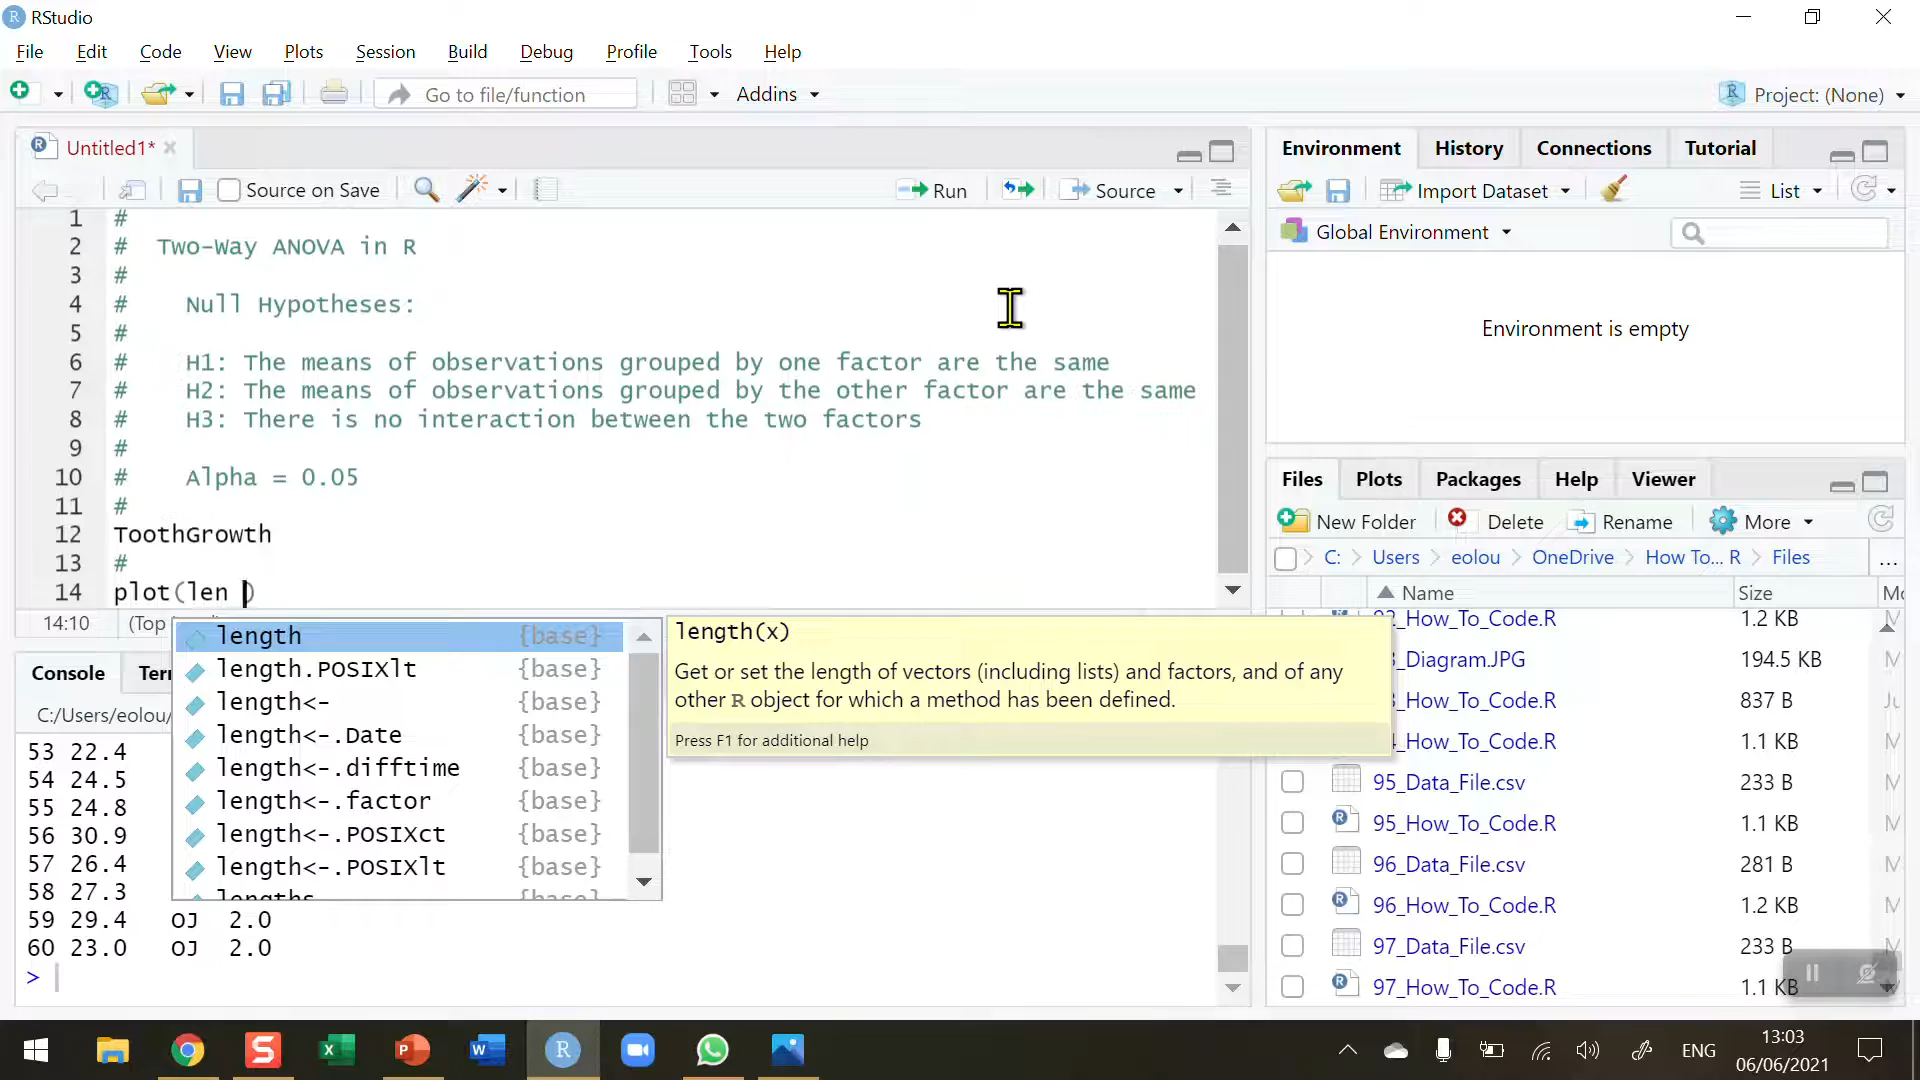 RStudio
File Edit Code View Plots Session Build Debug Profile Tools Help
Go to file/function Addins Project: (None)
Untitled1*
Source on Save Run Source
1 #
2 # Two-Way ANOVA in R
3 #
4 # Null Hypotheses:
5 #
6 # H1: The means of observations grouped by one factor are the same
7 # H2: The means of observations grouped by the other factor are the same
8 # H3: There is no interaction between the two factors
9 #
10 # Alpha = 0.05
11 #
12 ToothGrowth
13 #
14 plot(len )
14:10 (Top
length {base}
length.POSIXlt {base}
length<- {base}
length<-.Date {base}
length<-.difftime {base}
length<-.factor {base}
length<-.POSIXct {base}
length<-.POSIXlt {base}
lengths {base}
length(x)
Get or set the length of vectors (including lists) and factors, and of any
other R object for which a method has been defined.
Press F1 for additional help
Console Ter
C:/Users/eolou/
53 22.4
54 24.5
55 24.8
56 30.9
57 26.4
58 27.3
59 29.4 OJ 2.0
60 23.0 OJ 2.0
>
Environment History Connections Tutorial
Import Dataset List
Global Environment
Environment is empty
Files Plots Packages Help Viewer
New Folder Delete Rename More
C: Users eolou OneDrive How To... R Files ...
Name Size
_How_To_Code.R 1.2 KB
_Diagram.JPG 194.5 KB
_How_To_Code.R 837 B
_How_To_Code.R 1.1 KB
95_Data_File.csv 233 B
95_How_To_Code.R 1.1 KB
96_Data_File.csv 281 B
96_How_To_Code.R 1.2 KB
97_Data_File.csv 233 B
97_How_To_Code.R 1.1 KB
ENG
13:03
06/06/2021